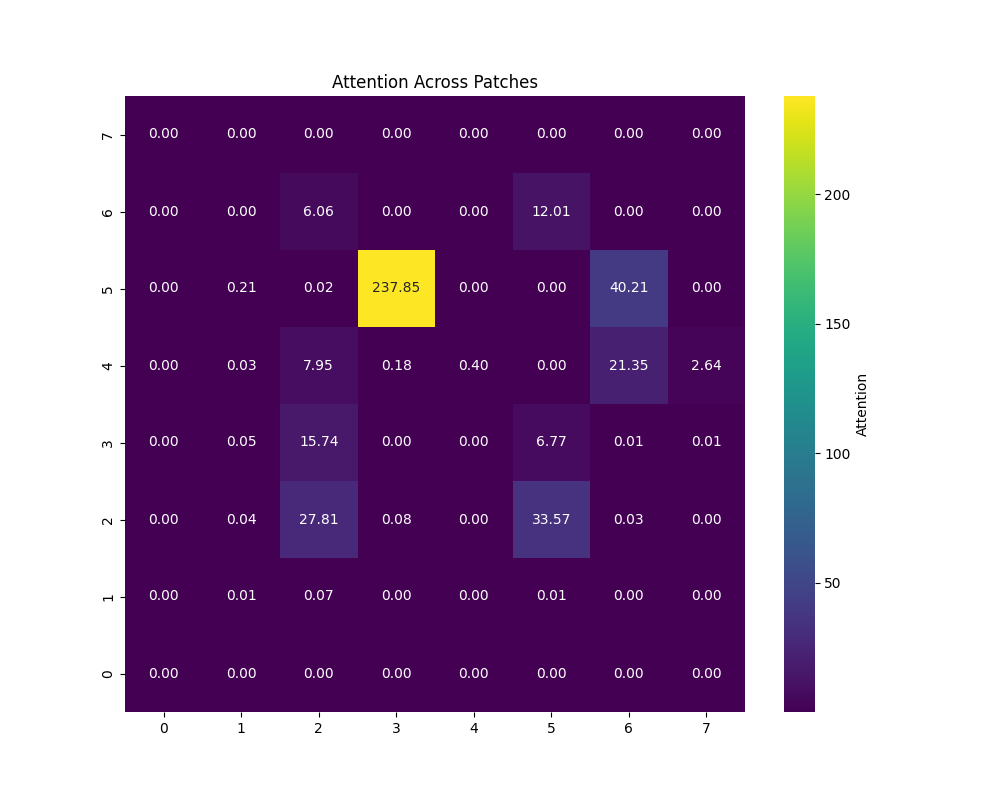 Attention Across Patches
7 0.00 0.00 0.00 0.00 0.00 0.00 0.00 0.00
6 0.00 0.00 6.06 0.00 0.00 12.01 0.00 0.00
5 0.00 0.21 0.02 237.85 0.00 0.00 40.21 0.00
4 0.00 0.03 7.95 0.18 0.40 0.00 21.35 2.64
3 0.00 0.05 15.74 0.00 0.00 6.77 0.01 0.01
2 0.00 0.04 27.81 0.08 0.00 33.57 0.03 0.00
1 0.00 0.01 0.07 0.00 0.00 0.01 0.00 0.00
0 0.00 0.00 0.00 0.00 0.00 0.00 0.00 0.00
0 1 2 3 4 5 6 7
200
150
100
50
Attention